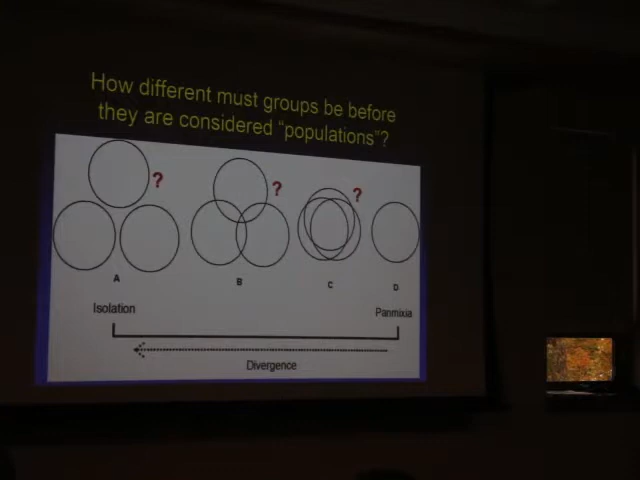 How different must groups be before
they are considered "populations"?
? ? ?
A B C D
Isolation Panmixia
Divergence